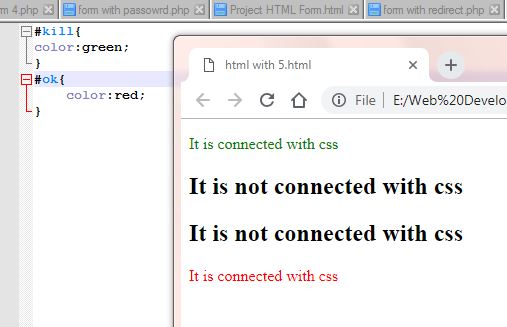 m 4.php form with passowrd.php Project HTML Form.html form with redirect.php
#kill{
color:green;
}
#ok{
color:red;
}
html with 5.html
File E:/Web%20Develo
It is connected with css
It is not connected with css
It is not connected with css
It is connected with css